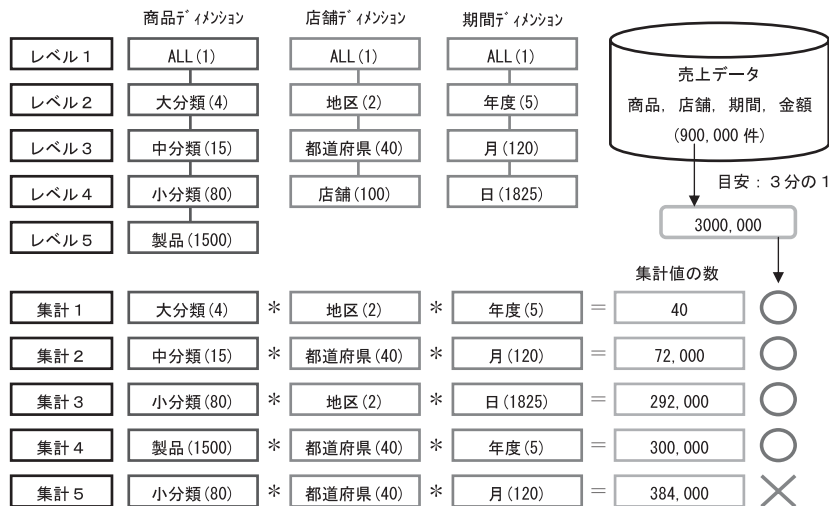 商品ﾃﾞｨﾒﾝｼｮﾝ 店舗ﾃﾞｨﾒﾝｼｮﾝ 期間ﾃﾞｨﾒﾝｼｮﾝ
レベル1 ALL(1) ALL(1) ALL(1)
レベル2 大分類(4) 地区(2) 年度(5)
レベル3 中分類(15) 都道府県(40) 月(120)
レベル4 小分類(80) 店舗(100) 日(1825)
レベル5 製品(1500)
売上データ
商品，店舗，期間，金額
(900,000 件)
目安：3分の1
3000,000
集計値の数
集計1 大分類(4) * 地区(2) * 年度(5) = 40 ○
集計2 中分類(15) * 都道府県(40) * 月(120) = 72,000 ○
集計3 小分類(80) * 地区(2) * 日(1825) = 292,000 ○
集計4 製品(1500) * 都道府県(40) * 年度(5) = 300,000 ○
集計5 小分類(80) * 都道府県(40) * 月(120) = 384,000 ×